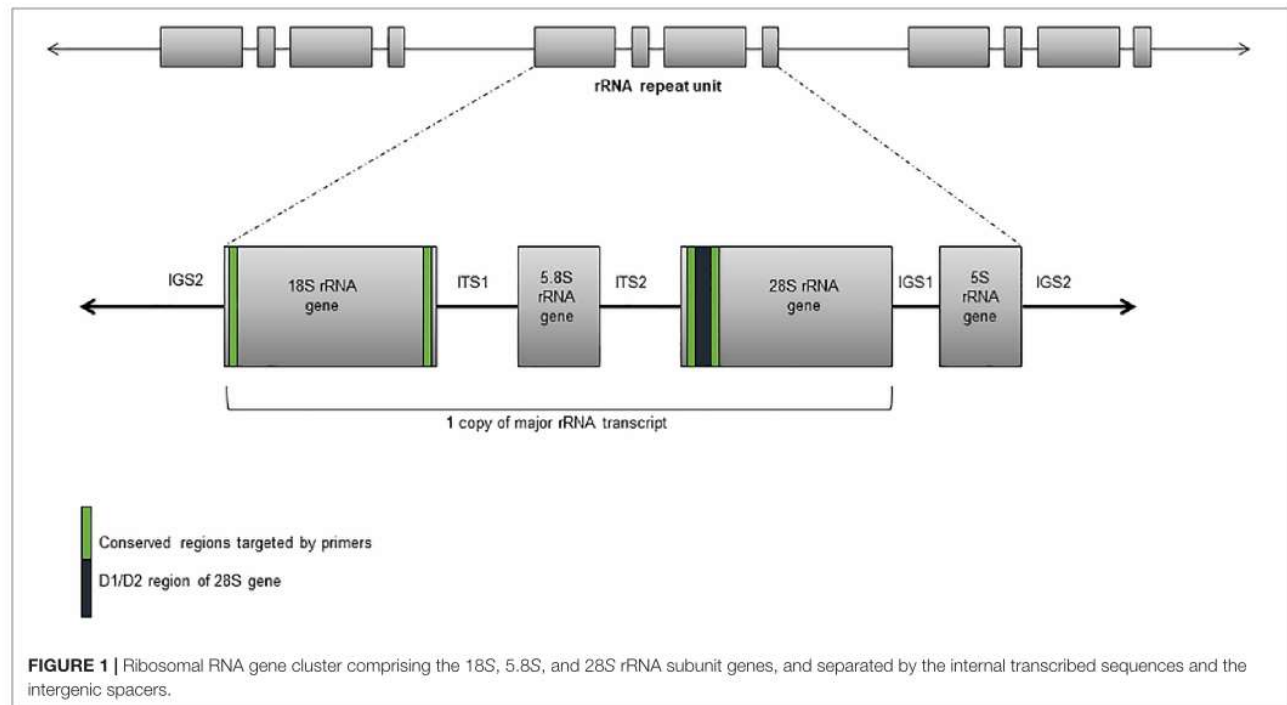 rRNA repeat unit
IGS2
18S rRNA
gene
ITS1
5.8S
rRNA
gene
ITS2
28S rRNA
gene
IGS1
5S
rRNA
gene
IGS2
1 copy of major rRNA transcript
Conserved regions targeted by primers
D1/D2 region of 28S gene
FIGURE 1 | Ribosomal RNA gene cluster comprising the 18S, 5.8S, and 28S rRNA subunit genes, and separated by the internal transcribed sequences and the
intergenic spacers.